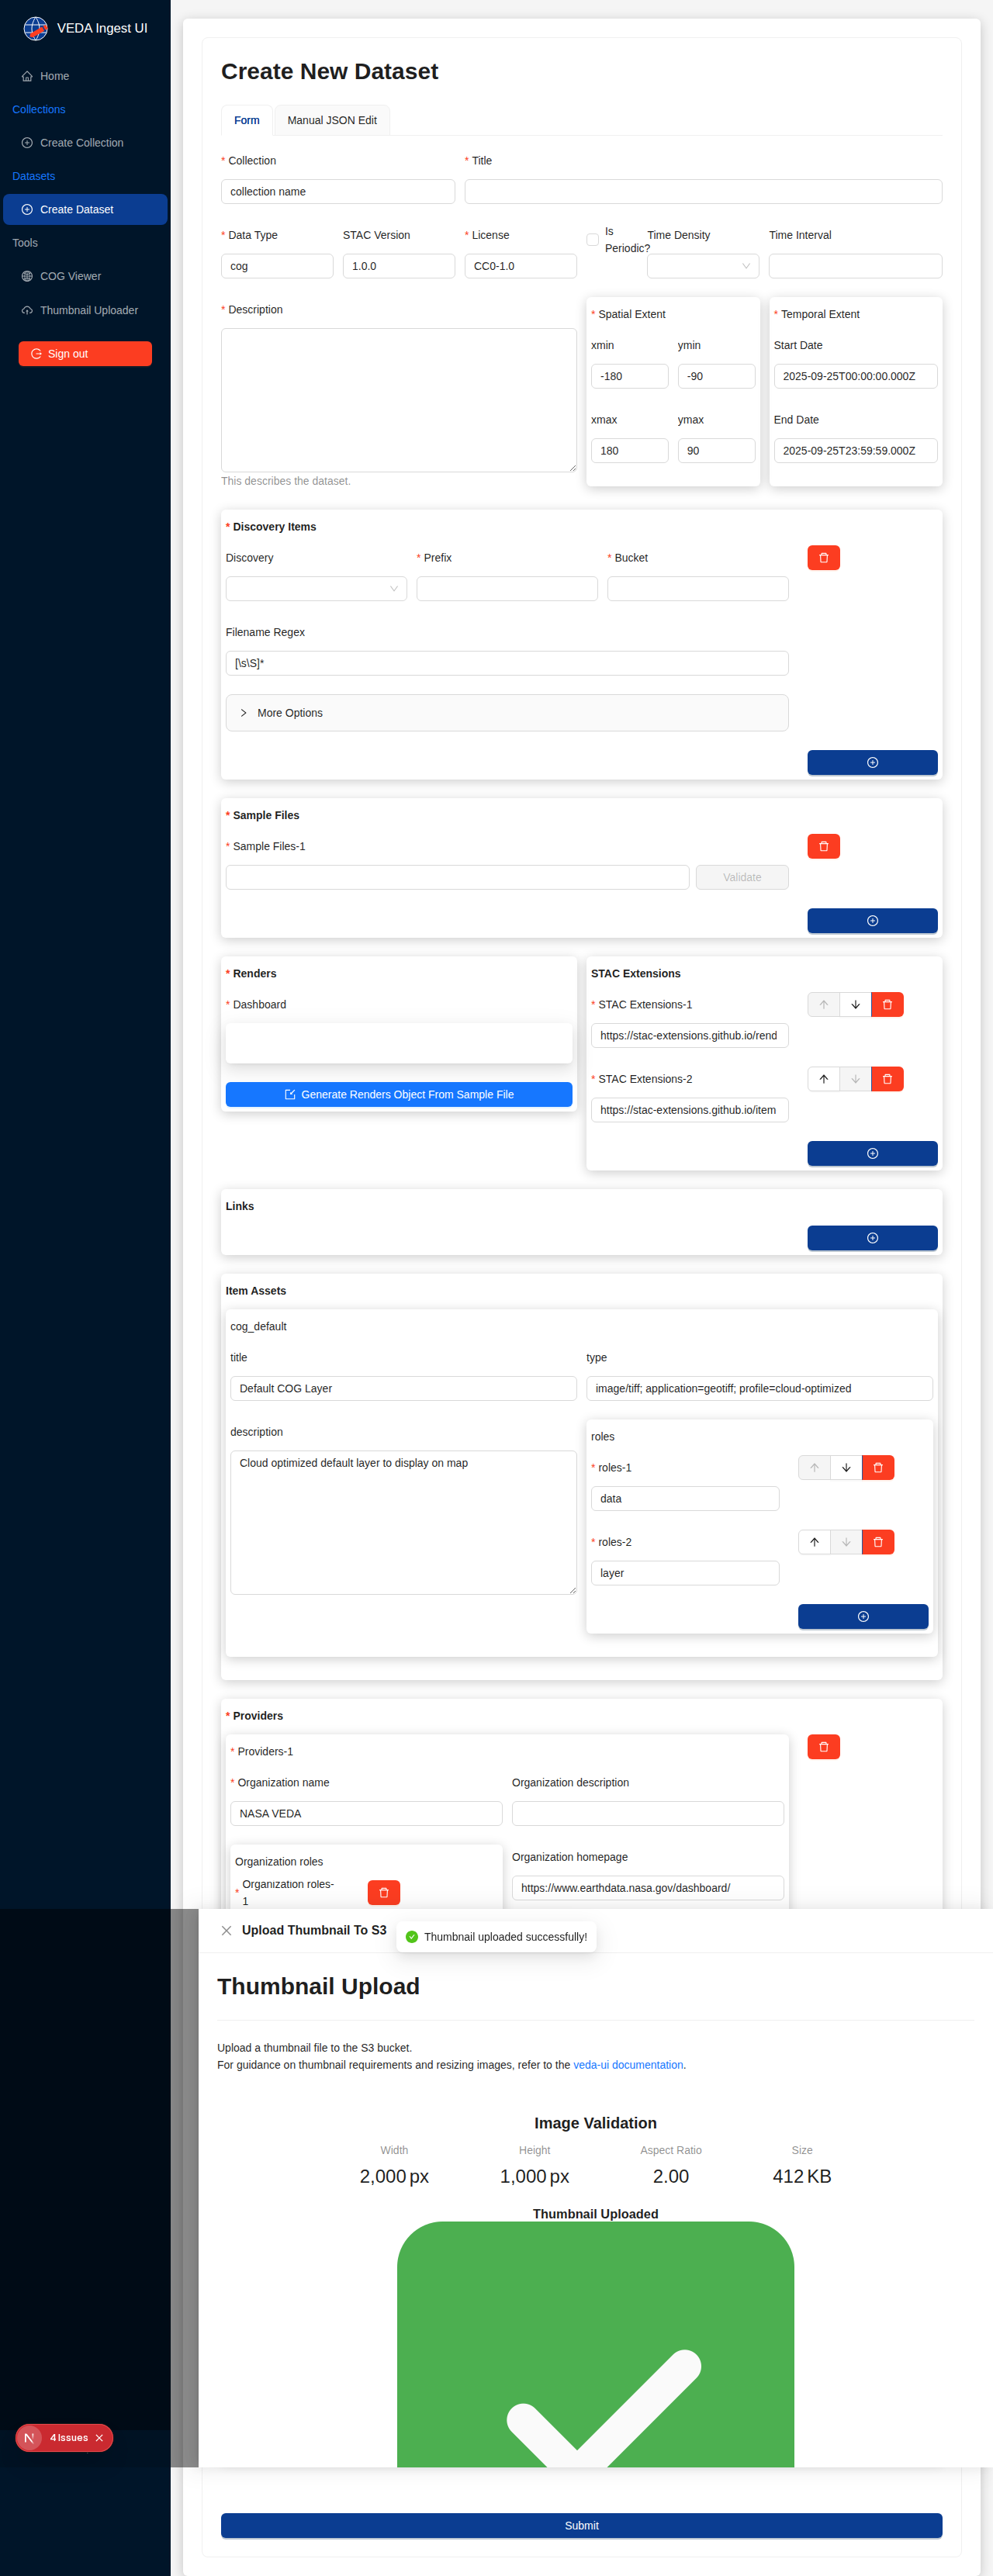 VEDA Ingest UI
Home
Collections
Create Collection
Datasets
Create Dataset
Tools
COG Viewer
Thumbnail Uploader
Sign out
Create New Dataset
Form
Manual JSON Edit
* Collection
* Title
collection name
* Data Type
STAC Version
* License
Is Periodic?
Time Density
Time Interval
cog
1.0.0
CC0-1.0
* Description
This describes the dataset.
* Spatial Extent
xmin
ymin
-180
-90
xmax
ymax
180
90
* Temporal Extent
Start Date
2025-09-25T00:00:00.000Z
End Date
2025-09-25T23:59:59.000Z
* Discovery Items
Discovery
* Prefix
* Bucket
Filename Regex
[\s\S]*
More Options
* Sample Files
* Sample Files-1
Validate
* Renders
* Dashboard
Generate Renders Object From Sample File
STAC Extensions
* STAC Extensions-1
https://stac-extensions.github.io/rend
* STAC Extensions-2
https://stac-extensions.github.io/item
Links
Item Assets
cog_default
title
type
Default COG Layer
image/tiff; application=geotiff; profile=cloud-optimized
description
Cloud optimized default layer to display on map
roles
* roles-1
data
* roles-2
layer
* Providers
* Providers-1
* Organization name
Organization description
NASA VEDA
Organization roles
* Organization roles-
1
Organization homepage
https://www.earthdata.nasa.gov/dashboard/
Upload Thumbnail To S3
Thumbnail uploaded successfully!
Thumbnail Upload
Upload a thumbnail file to the S3 bucket.
For guidance on thumbnail requirements and resizing images, refer to the veda-ui documentation.
Image Validation
Width
Height
Aspect Ratio
Size
2,000 px
1,000 px
2.00
412 KB
Thumbnail Uploaded
N
4 Issues
Submit